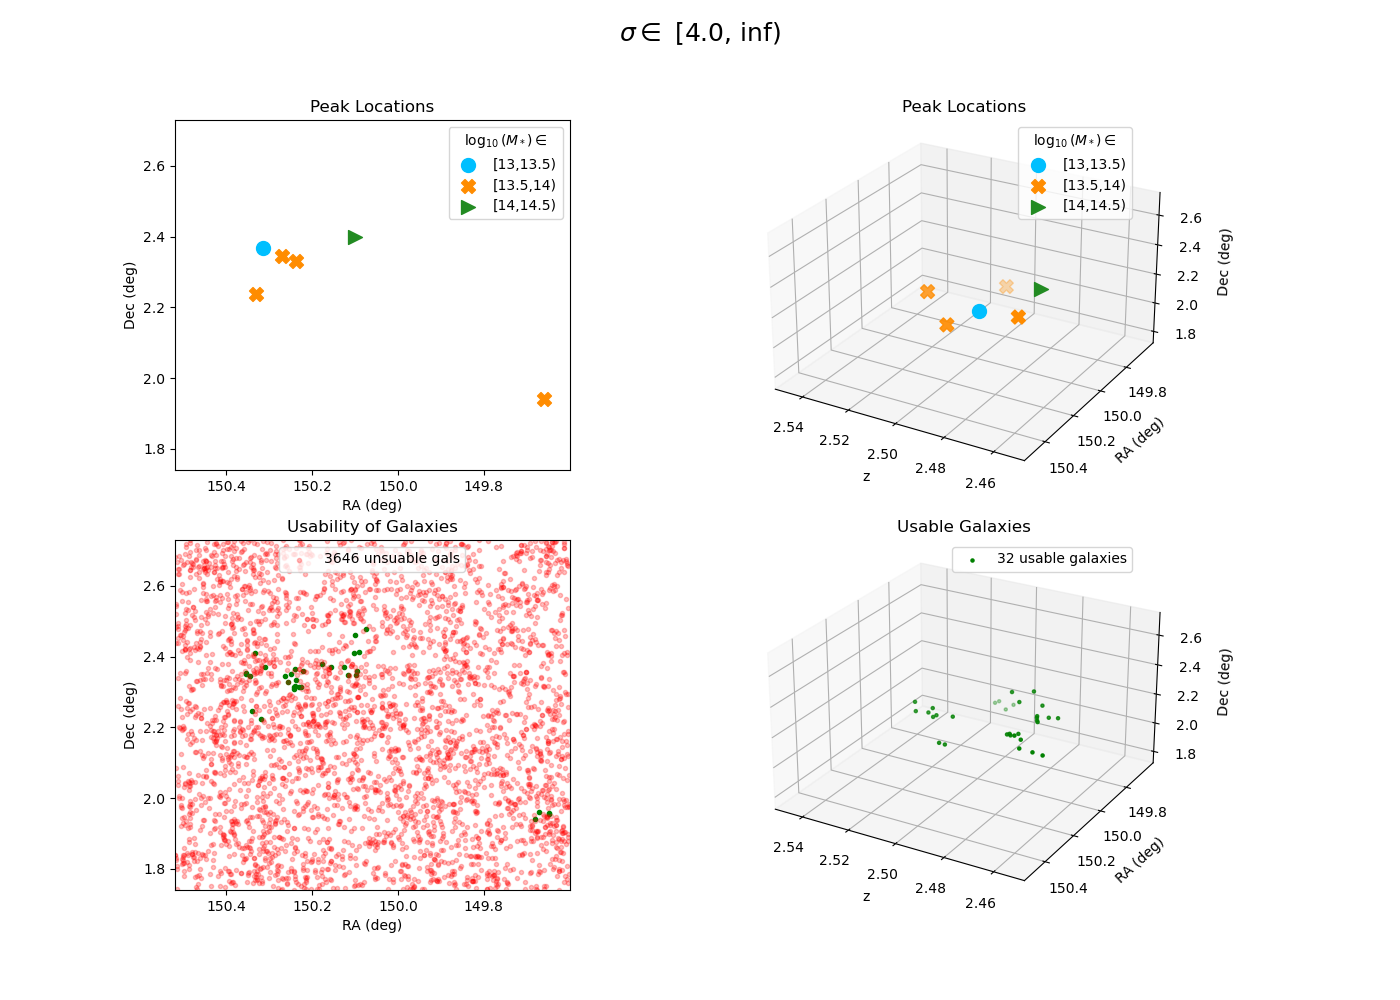 σ ∈ [4.0, inf)
Peak Locations
log₁₀(M*) ∈
[13,13.5)
[13.5,14)
[14,14.5)
2.6
2.4
2.2
2.0
1.8
Dec (deg)
150.4 150.2 150.0 149.8
RA (deg)
Peak Locations
log₁₀(M*) ∈
[13,13.5)
[13.5,14)
[14,14.5)
2.6
2.4
2.2
2.0
1.8
Dec (deg)
149.8
150.0
150.2
150.4
RA (deg)
2.54
2.52
2.50
2.48
2.46
z
Usability of Galaxies
3646 unsuable gals
2.6
2.4
2.2
2.0
1.8
Dec (deg)
150.4 150.2 150.0 149.8
RA (deg)
Usable Galaxies
32 usable galaxies
2.6
2.4
2.2
2.0
1.8
Dec (deg)
149.8
150.0
150.2
150.4
RA (deg)
2.54
2.52
2.50
2.48
2.46
z